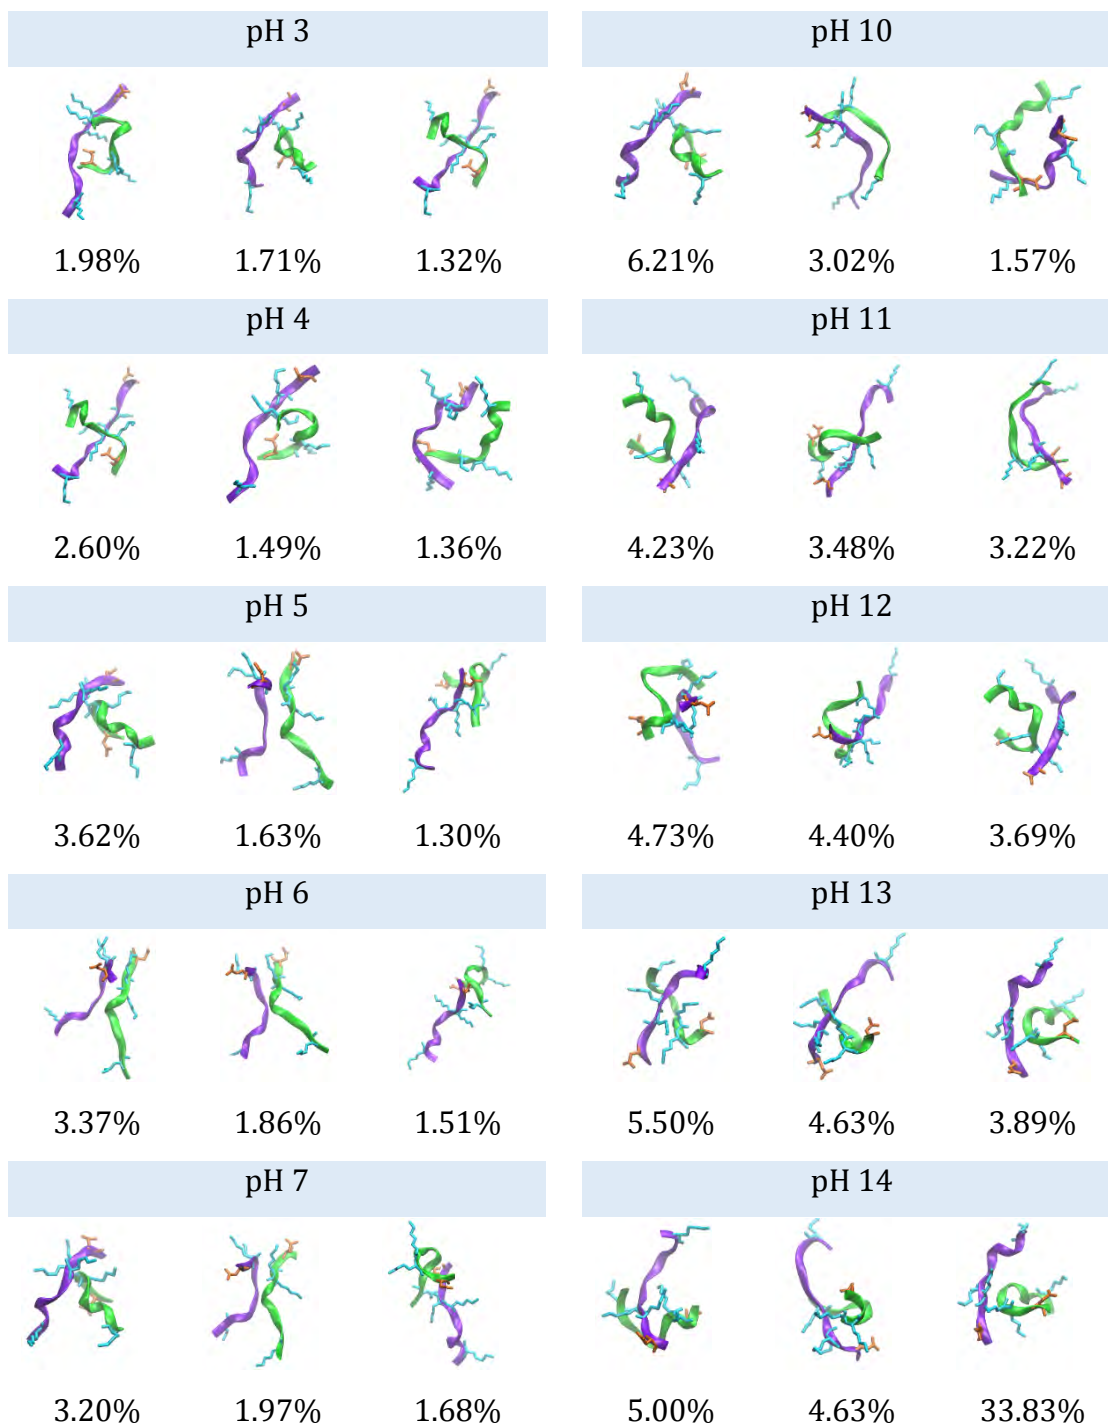 pH 3
pH 10
1.98% 1.71% 1.32%
6.21% 3.02% 1.57%
pH 4
pH 11
2.60% 1.49% 1.36%
4.23% 3.48% 3.22%
pH 5
pH 12
3.62% 1.63% 1.30%
4.73% 4.40% 3.69%
pH 6
pH 13
3.37% 1.86% 1.51%
5.50% 4.63% 3.89%
pH 7
pH 14
3.20% 1.97% 1.68%
5.00% 4.63% 33.83%